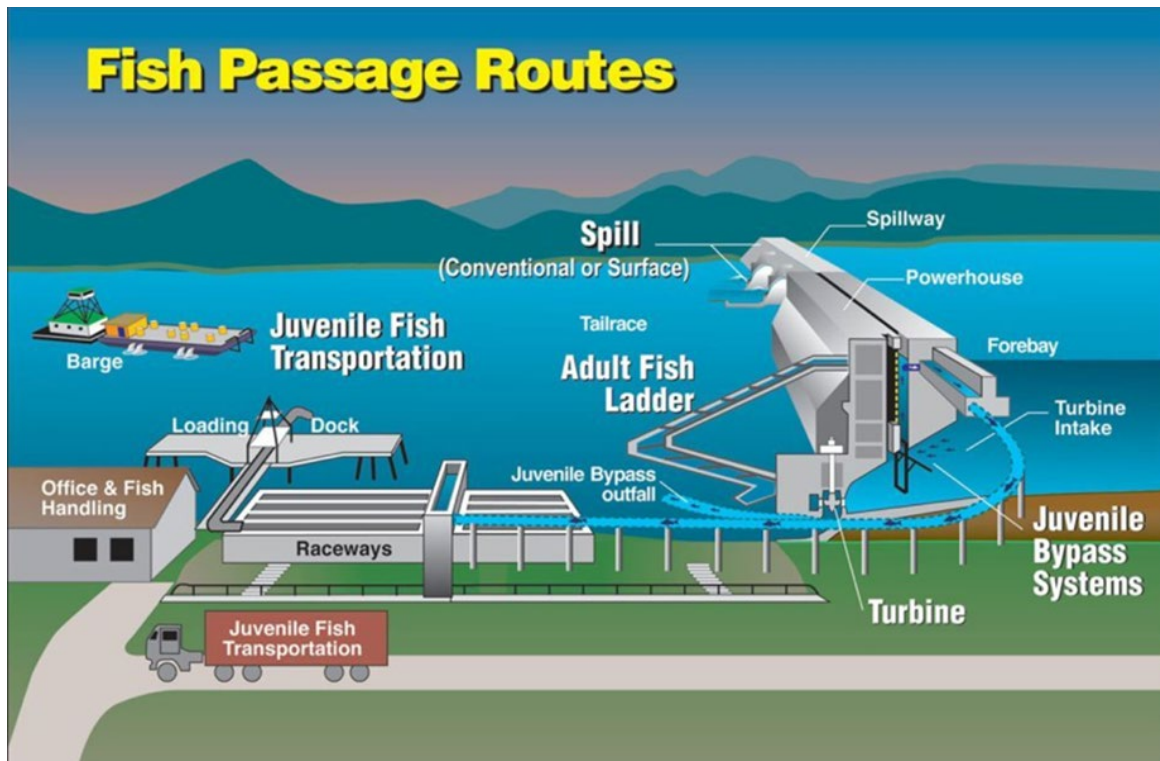 Fish Passage Routes
Spill
(Conventional or Surface)
Spillway
Powerhouse
Tailrace
Forebay
Juvenile Fish
Transportation
Barge
Adult Fish
Ladder
Turbine
Intake
Loading Dock
Juvenile Bypass
outfall
Office & Fish
Handling
Raceways
Juvenile
Bypass
Systems
Turbine
Juvenile Fish
Transportation